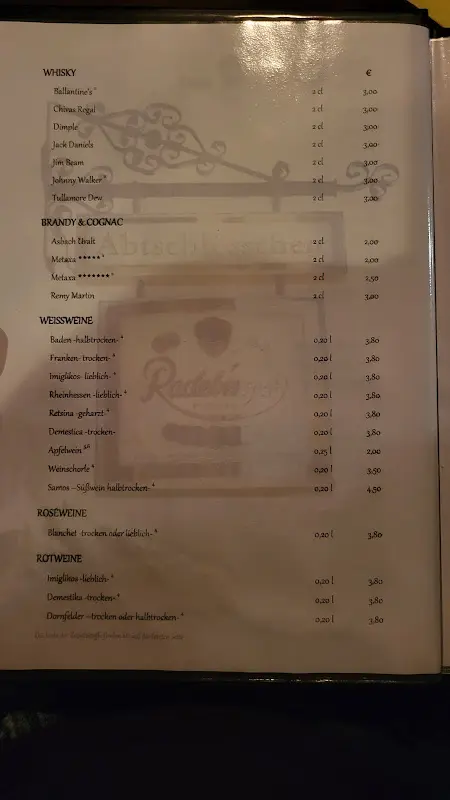 WHISKY €
Ballantine's 2 cl 3,00
Chivas Regal 2 cl 3,00
Dimple 2 cl 3,00
Jack Daniels 2 cl 3,00
Jim Beam 2 cl 3,00
Johnny Walker 2 cl 3,00
Tullamore Dew 2 cl 3,00
BRANDY & COGNAC
Asbach Uralt 2 cl 2,00
Metaxa ***** 2 cl 2,00
Metaxa ******* 2 cl 2,50
Remy Martin 2 cl 3,00
WEISSWEINE
Baden -halbtrocken- 0,20 l 3,80
Franken- trocken- 0,20 l 3,80
Imiglikos- lieblich- 0,20 l 3,80
Rheinhessen -lieblich- 0,20 l 3,80
Retsina -geharzt- 0,20 l 3,80
Demestica -trocken- 0,20 l 3,80
Apfelwein 0,25 l 2,00
Weinschorle 0,20 l 3,50
Samos –Süßwein halbtrocken- 0,20 l 4,50
ROSÉWEINE
Blanchet -trocken oder lieblich- 0,20 l 3,80
ROTWEINE
Imiglikos -lieblich- 0,20 l 3,80
Demestika -trocken- 0,20 l 3,80
Dornfelder –trocken oder halbtrocken- 0,20 l 3,80